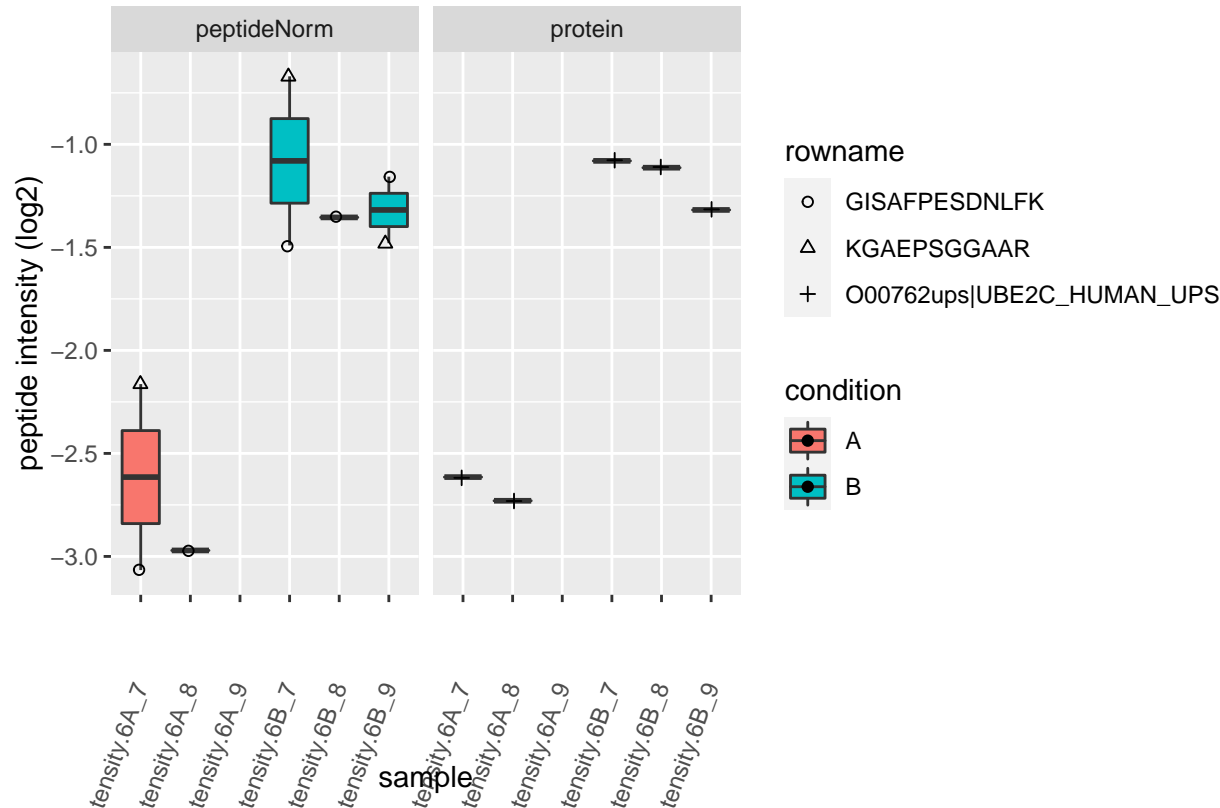 peptideNorm
protein
peptide intensity (log2)
−1.0
−1.5
−2.0
−2.5
−3.0
tensity.6A_7
tensity.6A_8
tensity.6A_9
tensity.6B_7
tensity.6B_8
tensity.6B_9
tensity.6A_7
tensity.6A_8
tensity.6A_9
tensity.6B_7
tensity.6B_8
tensity.6B_9
sample
rowname
GISAFPESDNLFK
KGAEPSGGAAR
O00762ups|UBE2C_HUMAN_UPS
condition
A
B